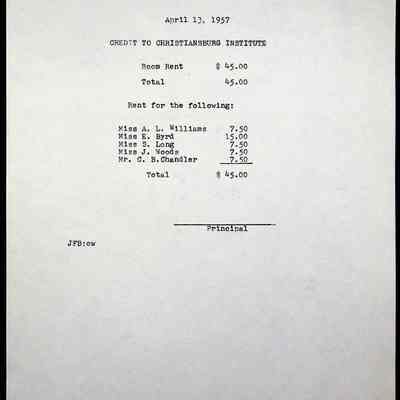 April 13, 1957
CREDIT TO CHRISTIANSBURG INSTITUTE
Room Rent $ 45.00
Total 45.00
Rent for the following:
Miss A. L. Williams 7.50
Miss E. Byrd 15.00
Miss S. Long 7.50
Miss J. Woods 7.50
Mr. C. B.Chandler 7.50
Total $ 45.00
Principal
JFB:cw